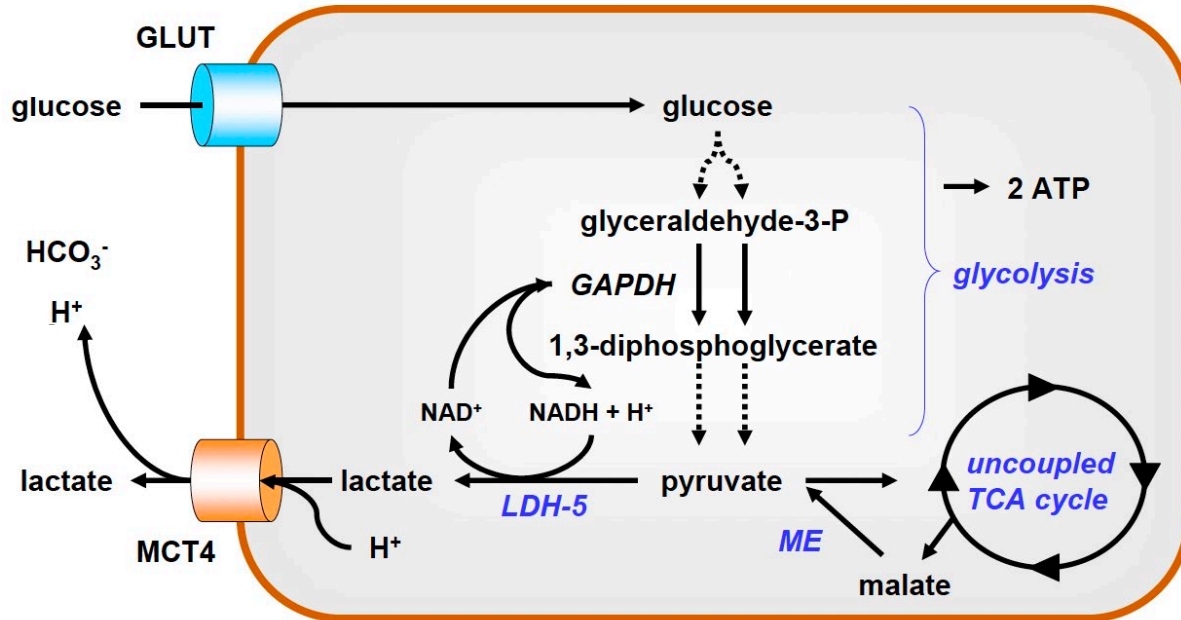 GLUT
glucose
glucose
2 ATP
glyceraldehyde-3-P
HCO₃⁻
glycolysis
GAPDH
H⁺
1,3-diphosphoglycerate
NAD⁺
NADH + H⁺
lactate
lactate
pyruvate
uncoupled
TCA cycle
LDH-5
ME
H⁺
MCT4
malate